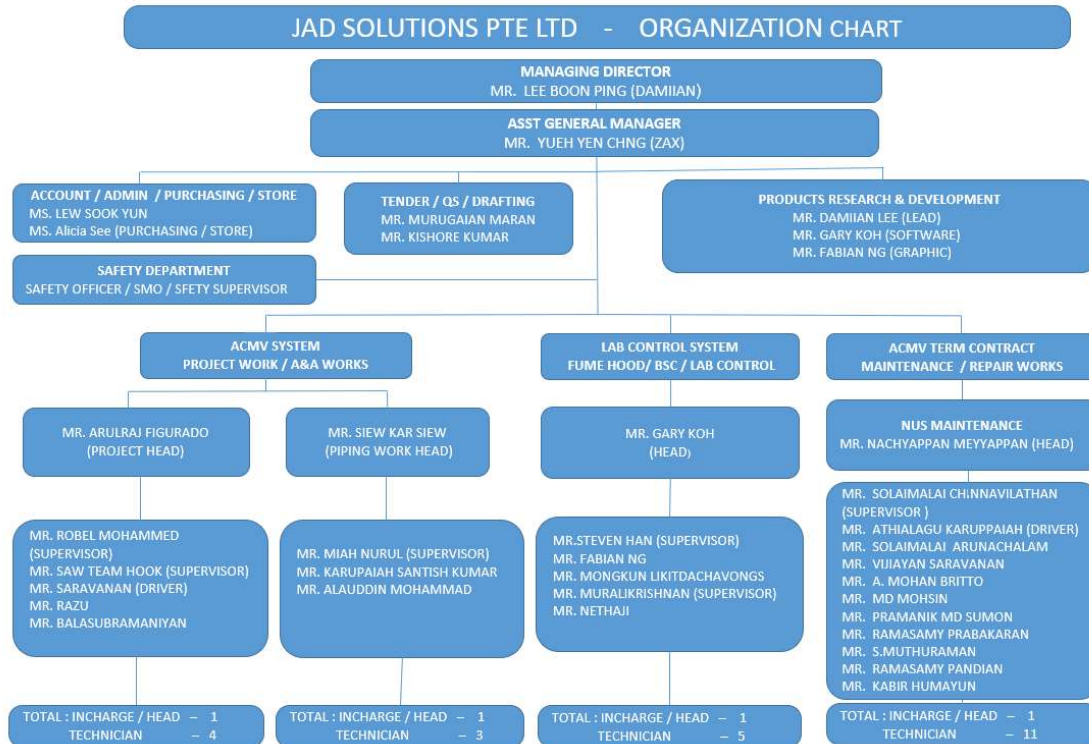 JAD SOLUTIONS PTE LTD - ORGANIZATION CHART
MANAGING DIRECTOR
MR. LEE BOON PING (DAMIIAN)
ASST GENERAL MANAGER
MR. YUEH YEN CHNG (ZAX)
ACCOUNT / ADMIN / PURCHASING / STORE
MS. LEW SOOK YUN
MS. Alicia See (PURCHASING / STORE)
TENDER / QS / DRAFTING
MR. MURUGAIAN MARAN
MR. KISHORE KUMAR
PRODUCTS RESEARCH & DEVELOPMENT
MR. DAMIIAN LEE (LEAD)
MR. GARY KOH (SOFTWARE)
MR. FABIAN NG (GRAPHIC)
SAFETY DEPARTMENT
SAFETY OFFICER / SMO / SFETY SUPERVISOR
ACMV SYSTEM
PROJECT WORK / A&A WORKS
LAB CONTROL SYSTEM
FUME HOOD/ BSC / LAB CONTROL
ACMV TERM CONTRACT
MAINTENANCE / REPAIR WORKS
MR. ARULRAJ FIGURADO
(PROJECT HEAD)
MR. SIEW KAR SIEW
(PIPING WORK HEAD)
MR. GARY KOH
(HEAD)
NUS MAINTENANCE
MR. NACHYAPPAN MEYYAPPAN (HEAD)
MR. ROBEL MOHAMMED
(SUPERVISOR)
MR. SAW TEAM HOOK (SUPERVISOR)
MR. SARAVANAN (DRIVER)
MR. RAZU
MR. BALASUBRAMANIYAN
MR. MIAH NURUL (SUPERVISOR)
MR. KARUPAIAH SANTISH KUMAR
MR. ALAUDDIN MOHAMMAD
MR.STEVEN HAN (SUPERVISOR)
MR. FABIAN NG
MR. MONGKUN LIKITDACHAVONGS
MR. MURALIKRISHNAN (SUPERVISOR)
MR. NETHAJI
MR. SOLAIMALAI CHINNAVILATHAN
(SUPERVISOR )
MR. ATHIALAGU KARUPPAIAH (DRIVER)
MR. SOLAIMALAI ARUNACHALAM
MR. VIJIAYAN SARAVANAN
MR. A. MOHAN BRITTO
MR. MD MOHSIN
MR. PRAMANIK MD SUMON
MR. RAMASAMY PRABAKARAN
MR. S.MUTHURAMAN
MR. RAMASAMY PANDIAN
MR. KABIR HUMAYUN
TOTAL : INCHARGE / HEAD – 1
TECHNICIAN – 4
TOTAL : INCHARGE / HEAD – 1
TECHNICIAN – 3
TOTAL : INCHARGE / HEAD – 1
TECHNICIAN – 5
TOTAL : INCHARGE / HEAD – 1
TECHNICIAN – 11